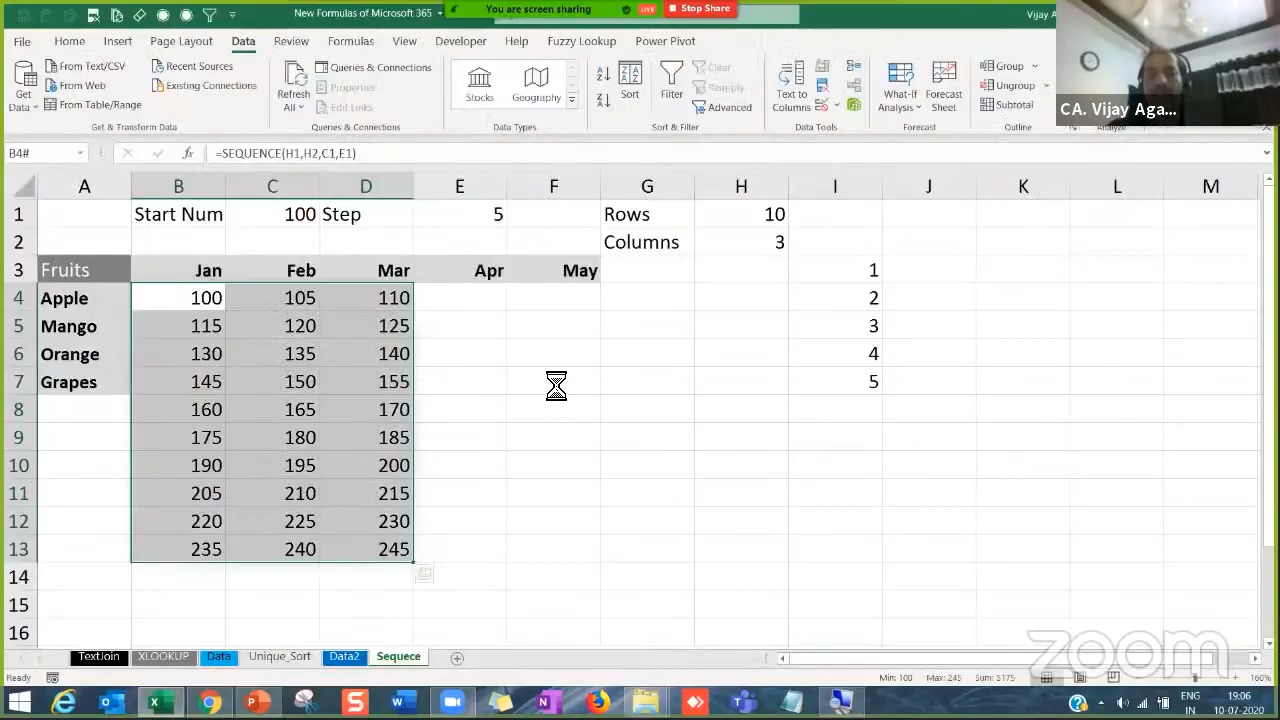 New Formulas of Microsoft 365
You are screen sharing
LIVE
Stop Share
Vijay A
File Home Insert Page Layout Data Review Formulas View Developer Help Fuzzy Lookup Power Pivot
Get Data
From Text/CSV
From Web
From Table/Range
Recent Sources
Existing Connections
Get & Transform Data
Refresh All
Queries & Connections
Properties
Edit Links
Queries & Connections
Stocks
Geography
Data Types
Sort
Filter
Clear
Reapply
Advanced
Sort & Filter
Text to Columns
Data Tools
What-If Analysis
Forecast Sheet
Forecast
Group
Ungroup
Subtotal
Outline
CA. Vijay Aga...
B4#
fx
=SEQUENCE(H1,H2,C1,E1)
A B C D E F G H I J K L M
1 Start Num 100 Step 5 Rows 10
2 Columns 3
3 Fruits Jan Feb Mar Apr May 1
4 Apple 100 105 110 2
5 Mango 115 120 125 3
6 Orange 130 135 140 4
7 Grapes 145 150 155 5
8 160 165 170
9 175 180 185
10 190 195 200
11 205 210 215
12 220 225 230
13 235 240 245
14
15
16
TextJoin XLOOKUP Data Unique_Sort Data2 Sequece
zoom
Ready
Min: 100 Max: 245 Sum: 5175
160%
ENG
IN
19:06
10-07-2020